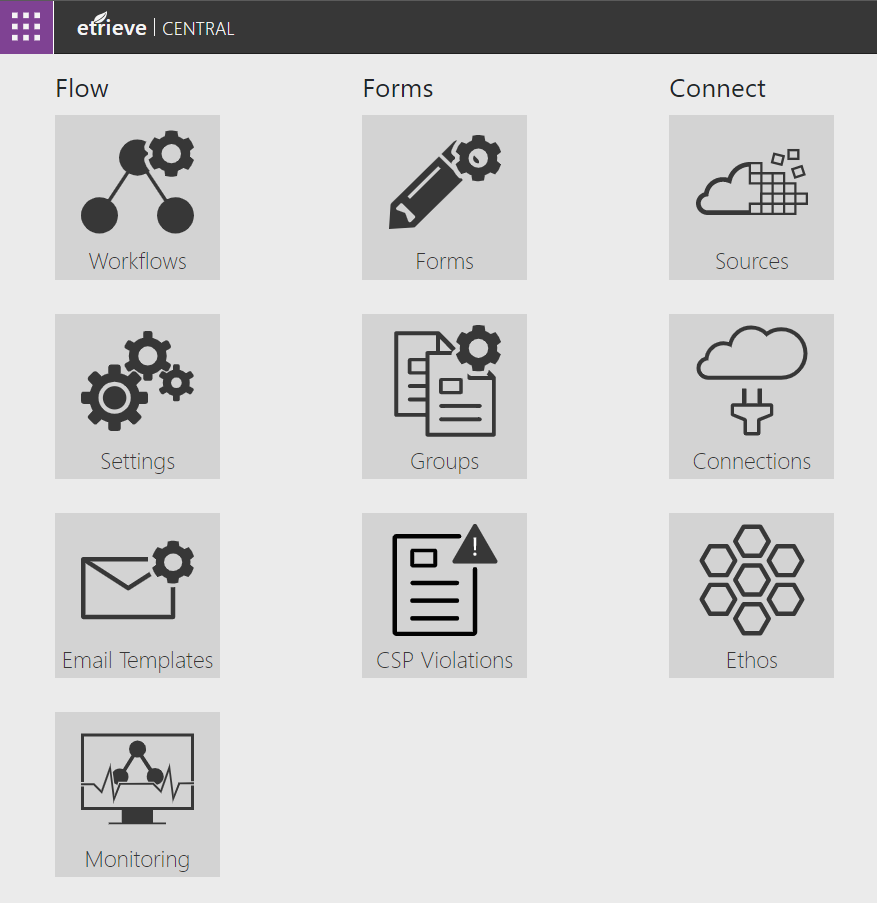 etrieve | CENTRAL
Flow
Forms
Connect
Workflows
Forms
Sources
Settings
Groups
Connections
Email Templates
CSP Violations
Ethos
Monitoring